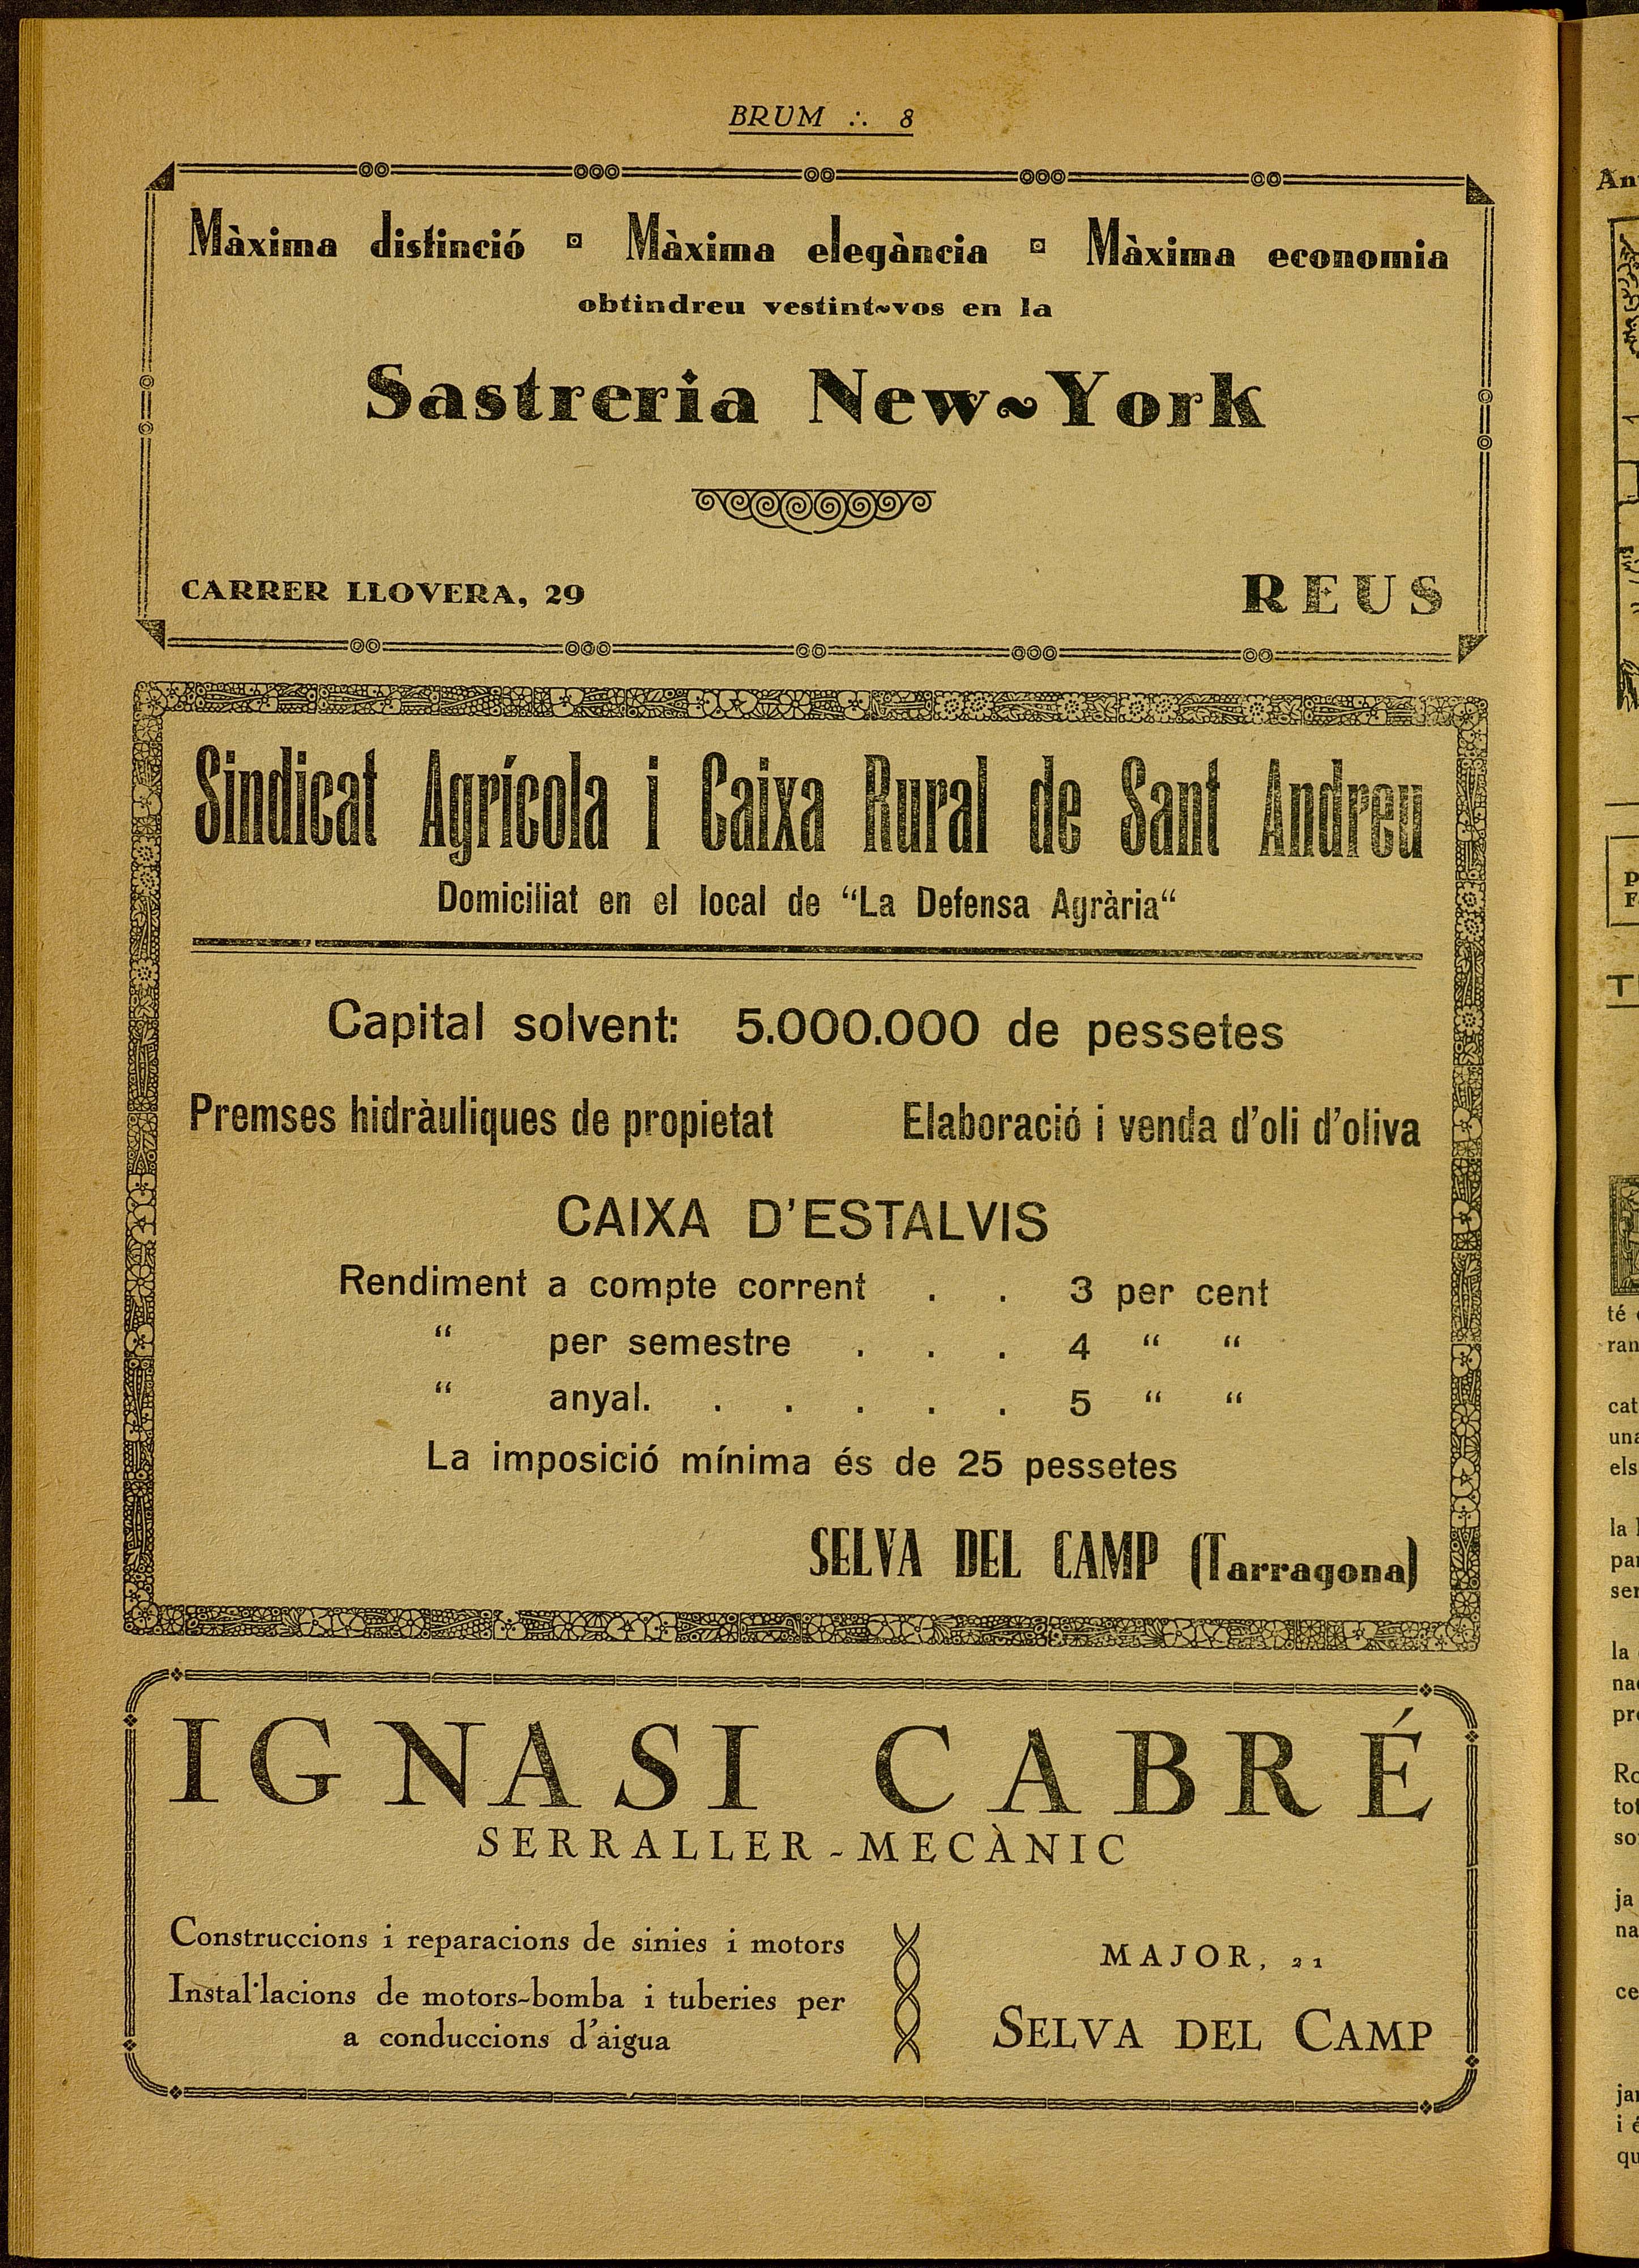 BRUM ∴ 8
Màxima distinció ▫ Màxima elegància ▫ Màxima economia
obtindreu vestint~vos en la
Sastreria New~York
CARRER LLOVERA, 29 REUS
Sindicat Agrícola i Caixa Rural de Sant Andreu
Domiciliat en el local de “La Defensa Agrària“
Capital solvent: 5.000.000 de pessetes
Premses hidràuliques de propietat Elaboració i venda d’oli d’oliva
CAIXA D’ESTALVIS
Rendiment a compte corrent . . 3 per cent
“ per semestre . . . 4 “ “
“ anyal. . . . . . 5 “ “
La imposició mínima és de 25 pessetes
SELVA DEL CAMP (Tarragona)
IGNASI CABRÉ
SERRALLER-MECÀNIC
Construccions i reparacions de sinies i motors
Instal·lacions de motors-bomba i tuberies per
a conduccions d’aigua
MAJOR, 21
SELVA DEL CAMP